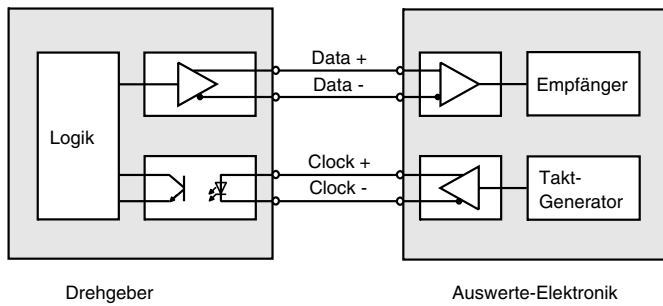 Data +
Data -
Empfänger
Logik
Clock +
Clock -
Takt-
Generator
Drehgeber
Auswerte-Elektronik